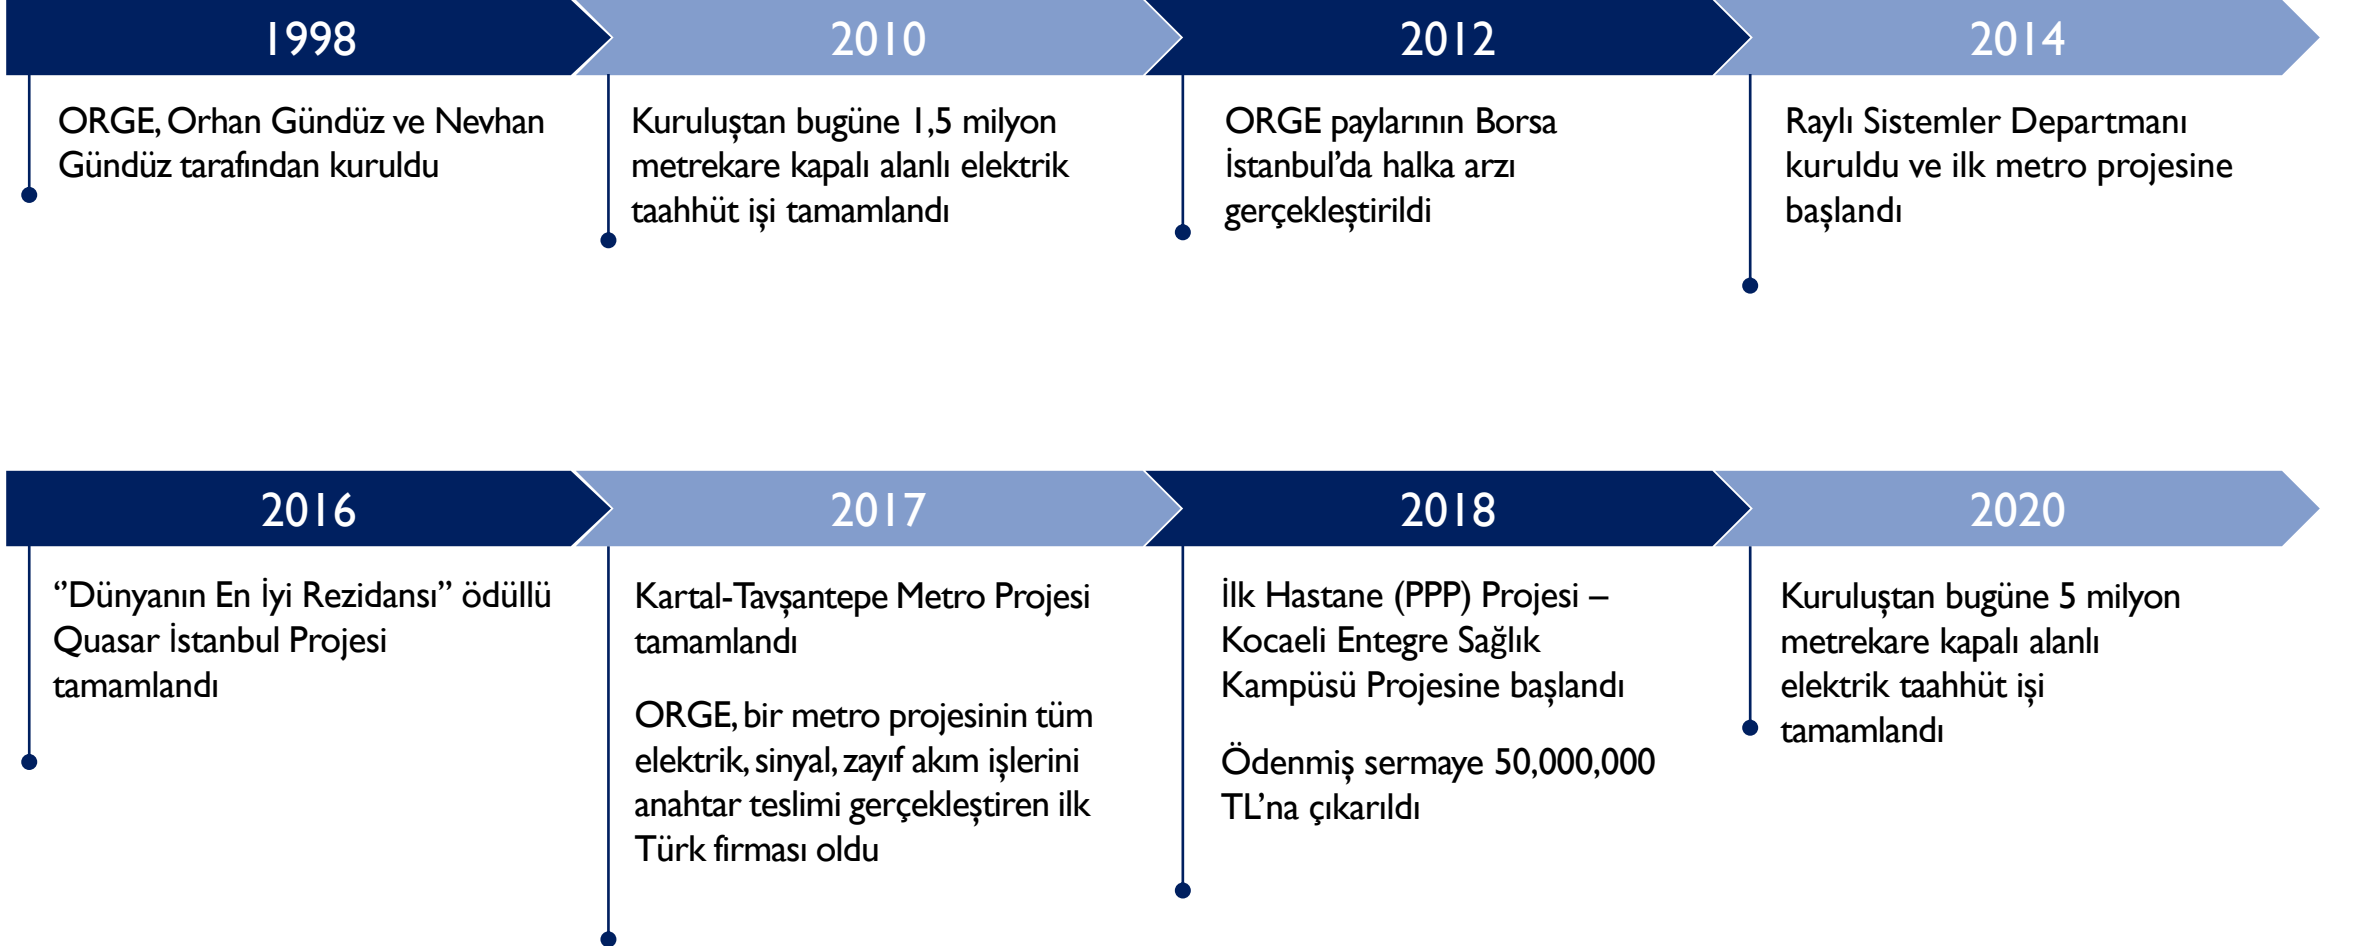 1998
ORGE, Orhan Gündüz ve Nevhan
Gündüz tarafından kuruldu
2010
Kuruluştan bugüne 1,5 milyon
metrekare kapalı alanlı elektrik
taahhüt işi tamamlandı
2012
ORGE paylarının Borsa
İstanbul’da halka arzı
gerçekleştirildi
2014
Raylı Sistemler Departmanı
kuruldu ve ilk metro projesine
başlandı
2016
‘’Dünyanın En İyi Rezidansı’’ ödüllü
Quasar İstanbul Projesi
tamamlandı
2017
Kartal-Tavşantepe Metro Projesi
tamamlandı
ORGE, bir metro projesinin tüm
elektrik, sinyal, zayıf akım işlerini
anahtar teslimi gerçekleştiren ilk
Türk firması oldu
2018
İlk Hastane (PPP) Projesi –
Kocaeli Entegre Sağlık
Kampüsü Projesine başlandı
Ödenmiş sermaye 50,000,000
TL’na çıkarıldı
2020
Kuruluştan bugüne 5 milyon
metrekare kapalı alanlı
elektrik taahhüt işi
tamamlandı